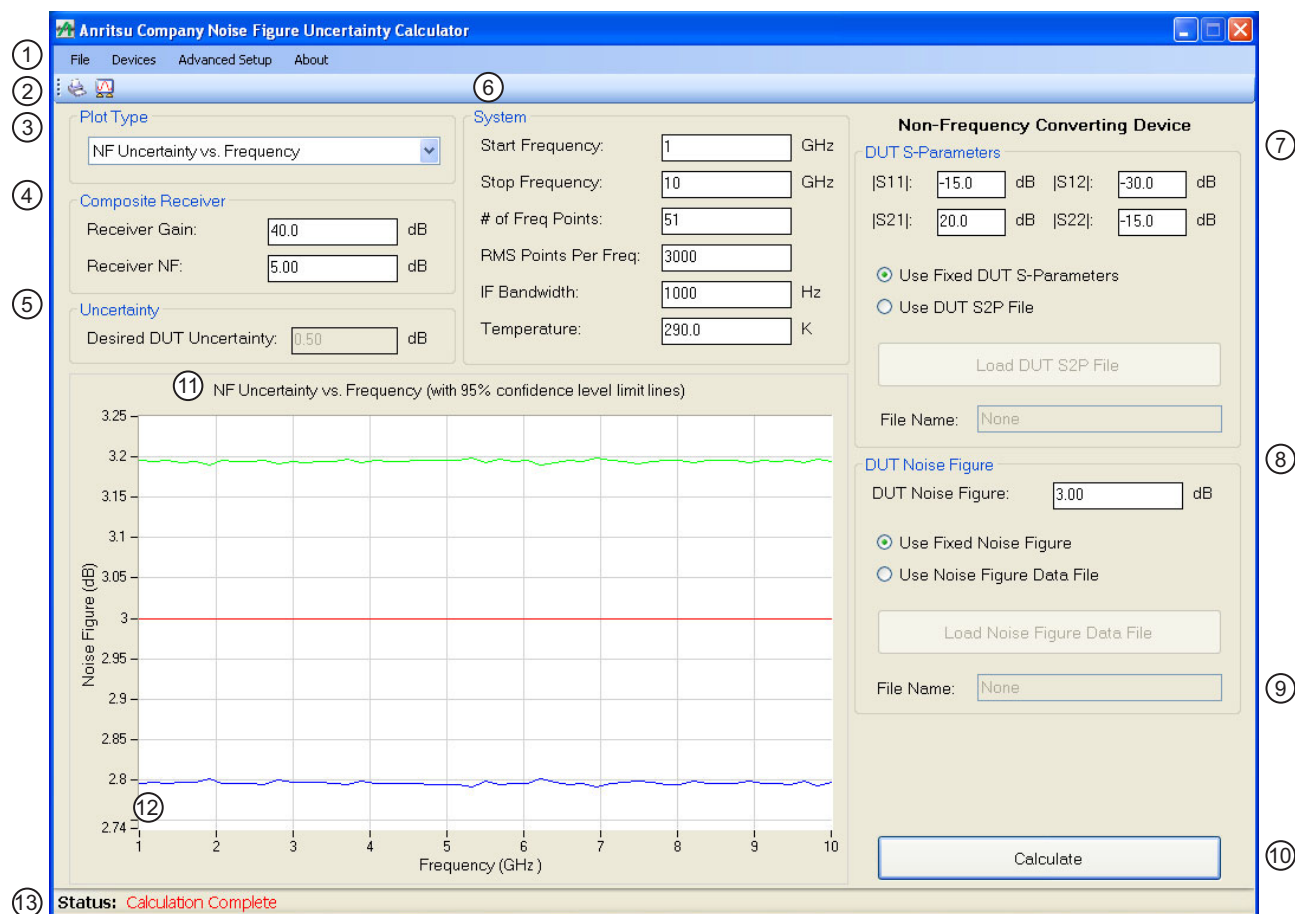 Anritsu Company Noise Figure Uncertainty Calculator
1
File Devices Advanced Setup About
2
6
3
Plot Type
NF Uncertainty vs. Frequency
4
Composite Receiver
Receiver Gain: 40.0 dB
Receiver NF: 5.00 dB
5
Uncertainty
Desired DUT Uncertainty: 0.50 dB
System
Start Frequency: 1 GHz
Stop Frequency: 10 GHz
# of Freq Points: 51
RMS Points Per Freq: 3000
IF Bandwidth: 1000 Hz
Temperature: 290.0 K
Non-Frequency Converting Device
7
DUT S-Parameters
|S11|: -15.0 dB |S12|: -30.0 dB
|S21|: 20.0 dB |S22|: -15.0 dB
Use Fixed DUT S-Parameters
Use DUT S2P File
Load DUT S2P File
File Name: None
8
DUT Noise Figure
DUT Noise Figure: 3.00 dB
Use Fixed Noise Figure
Use Noise Figure Data File
Load Noise Figure Data File
File Name: None
9
Calculate
10
11
NF Uncertainty vs. Frequency (with 95% confidence level limit lines)
Noise Figure (dB)
3.25
3.2
3.15
3.1
3.05
3
2.95
2.9
2.85
2.8
2.74
12
1 2 3 4 5 6 7 8 9 10
Frequency (GHz )
13
Status: Calculation Complete